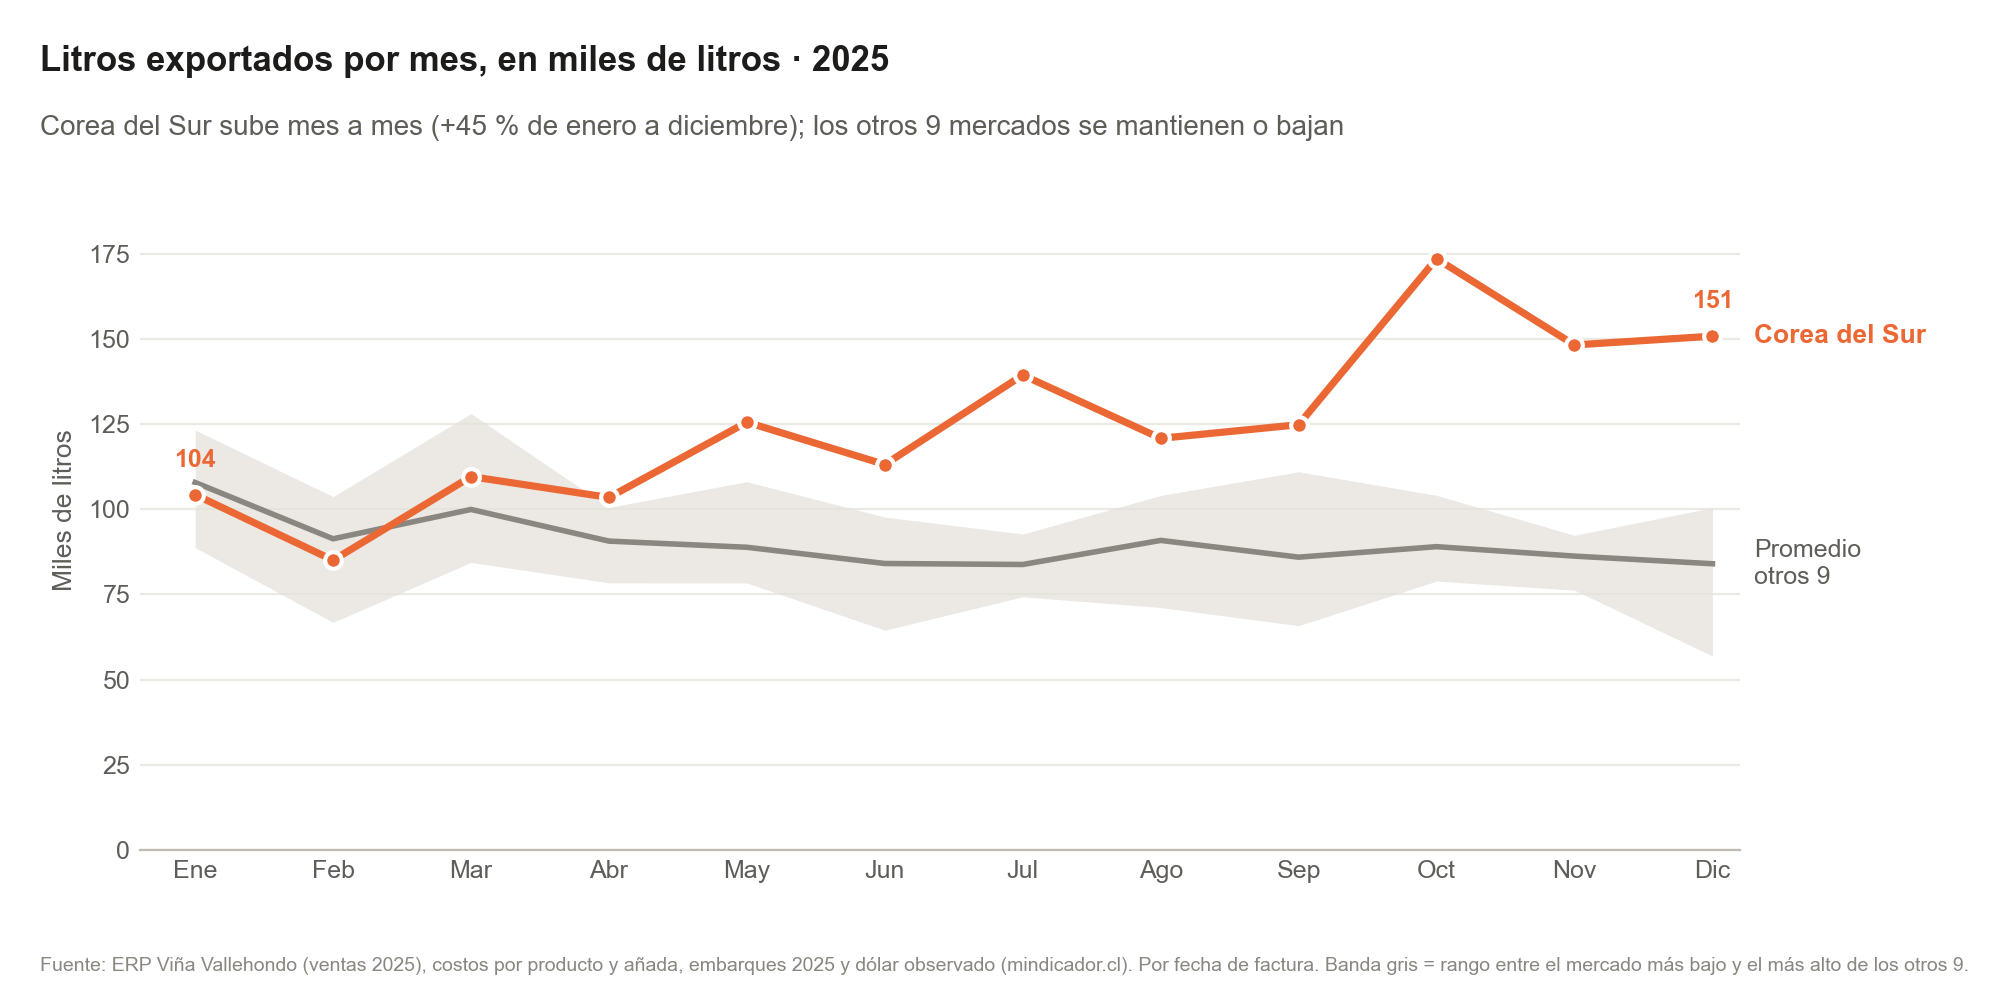 Litros exportados por mes, en miles de litros · 2025
Corea del Sur sube mes a mes (+45 % de enero a diciembre); los otros 9 mercados se mantienen o bajan
175
150
125
100
75
50
25
0
Miles de litros
104
151
Corea del Sur
Promedio
otros 9
Ene
Feb
Mar
Abr
May
Jun
Jul
Ago
Sep
Oct
Nov
Dic
Fuente: ERP Viña Vallehondo (ventas 2025), costos por producto y añada, embarques 2025 y dólar observado (mindicador.cl). Por fecha de factura. Banda gris = rango entre el mercado más bajo y el más alto de los otros 9.